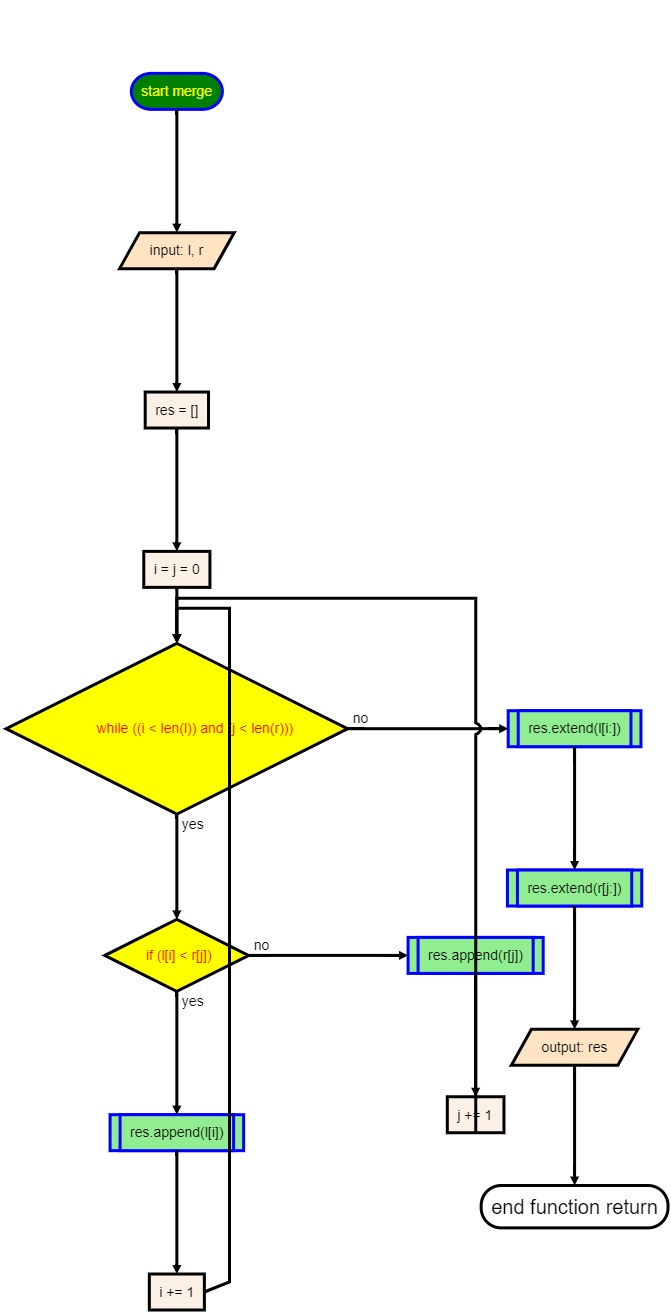 start merge
input: l, r
res = []
i = j = 0
while ((i < len(l)) and (j < len(r)))
no
res.extend(l[i:])
yes
res.extend(r[j:])
if (l[i] < r[j])
no
res.append(r[j])
yes
output: res
res.append(l[i])
j += 1
end function return
i += 1